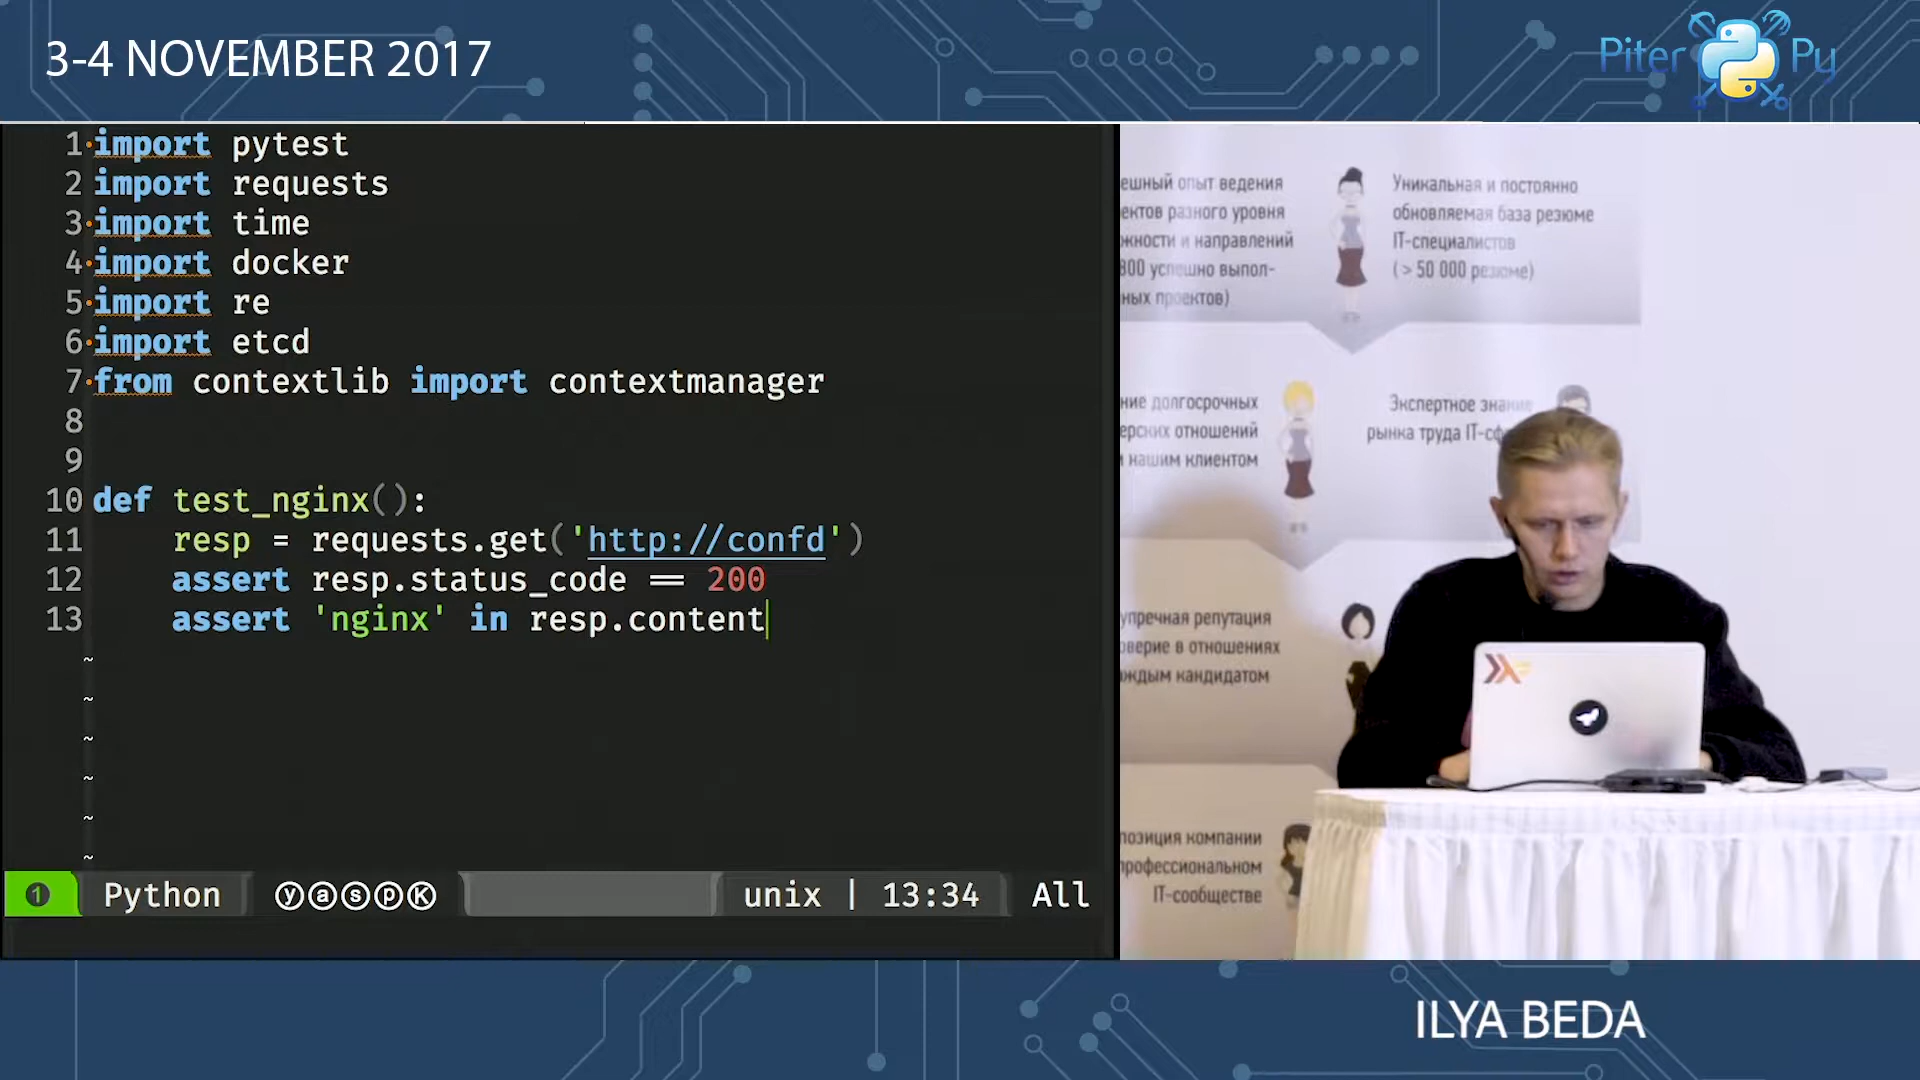 3-4 NOVEMBER 2017
Piter Py
1 import pytest
2 import requests
3 import time
4 import docker
5 import re
6 import etcd
7 from contextlib import contextmanager
8
9
10 def test_nginx():
11     resp = requests.get('http://confd')
12     assert resp.status_code == 200
13     assert 'nginx' in resp.content
~
~
~
~
~
~
❶ Python ⓨⓐⓢⓟⓀ unix | 13:34 All
ешный опыт ведения
ектов разного уровня
жности и направлений
800 успешно выпол-
ных проектов)
Уникальная и постоянно
обновляемая база резюме
IT-специалистов
( > 50 000 резюме)
ние долгосрочных
ерских отношений
и нашим клиентом
Экспертное знание
рынка труда IT-сф
упречная репутация
оверие в отношениях
аждым кандидатом
позиция компании
профессиональном
IT-сообществе
ILYA BEDA